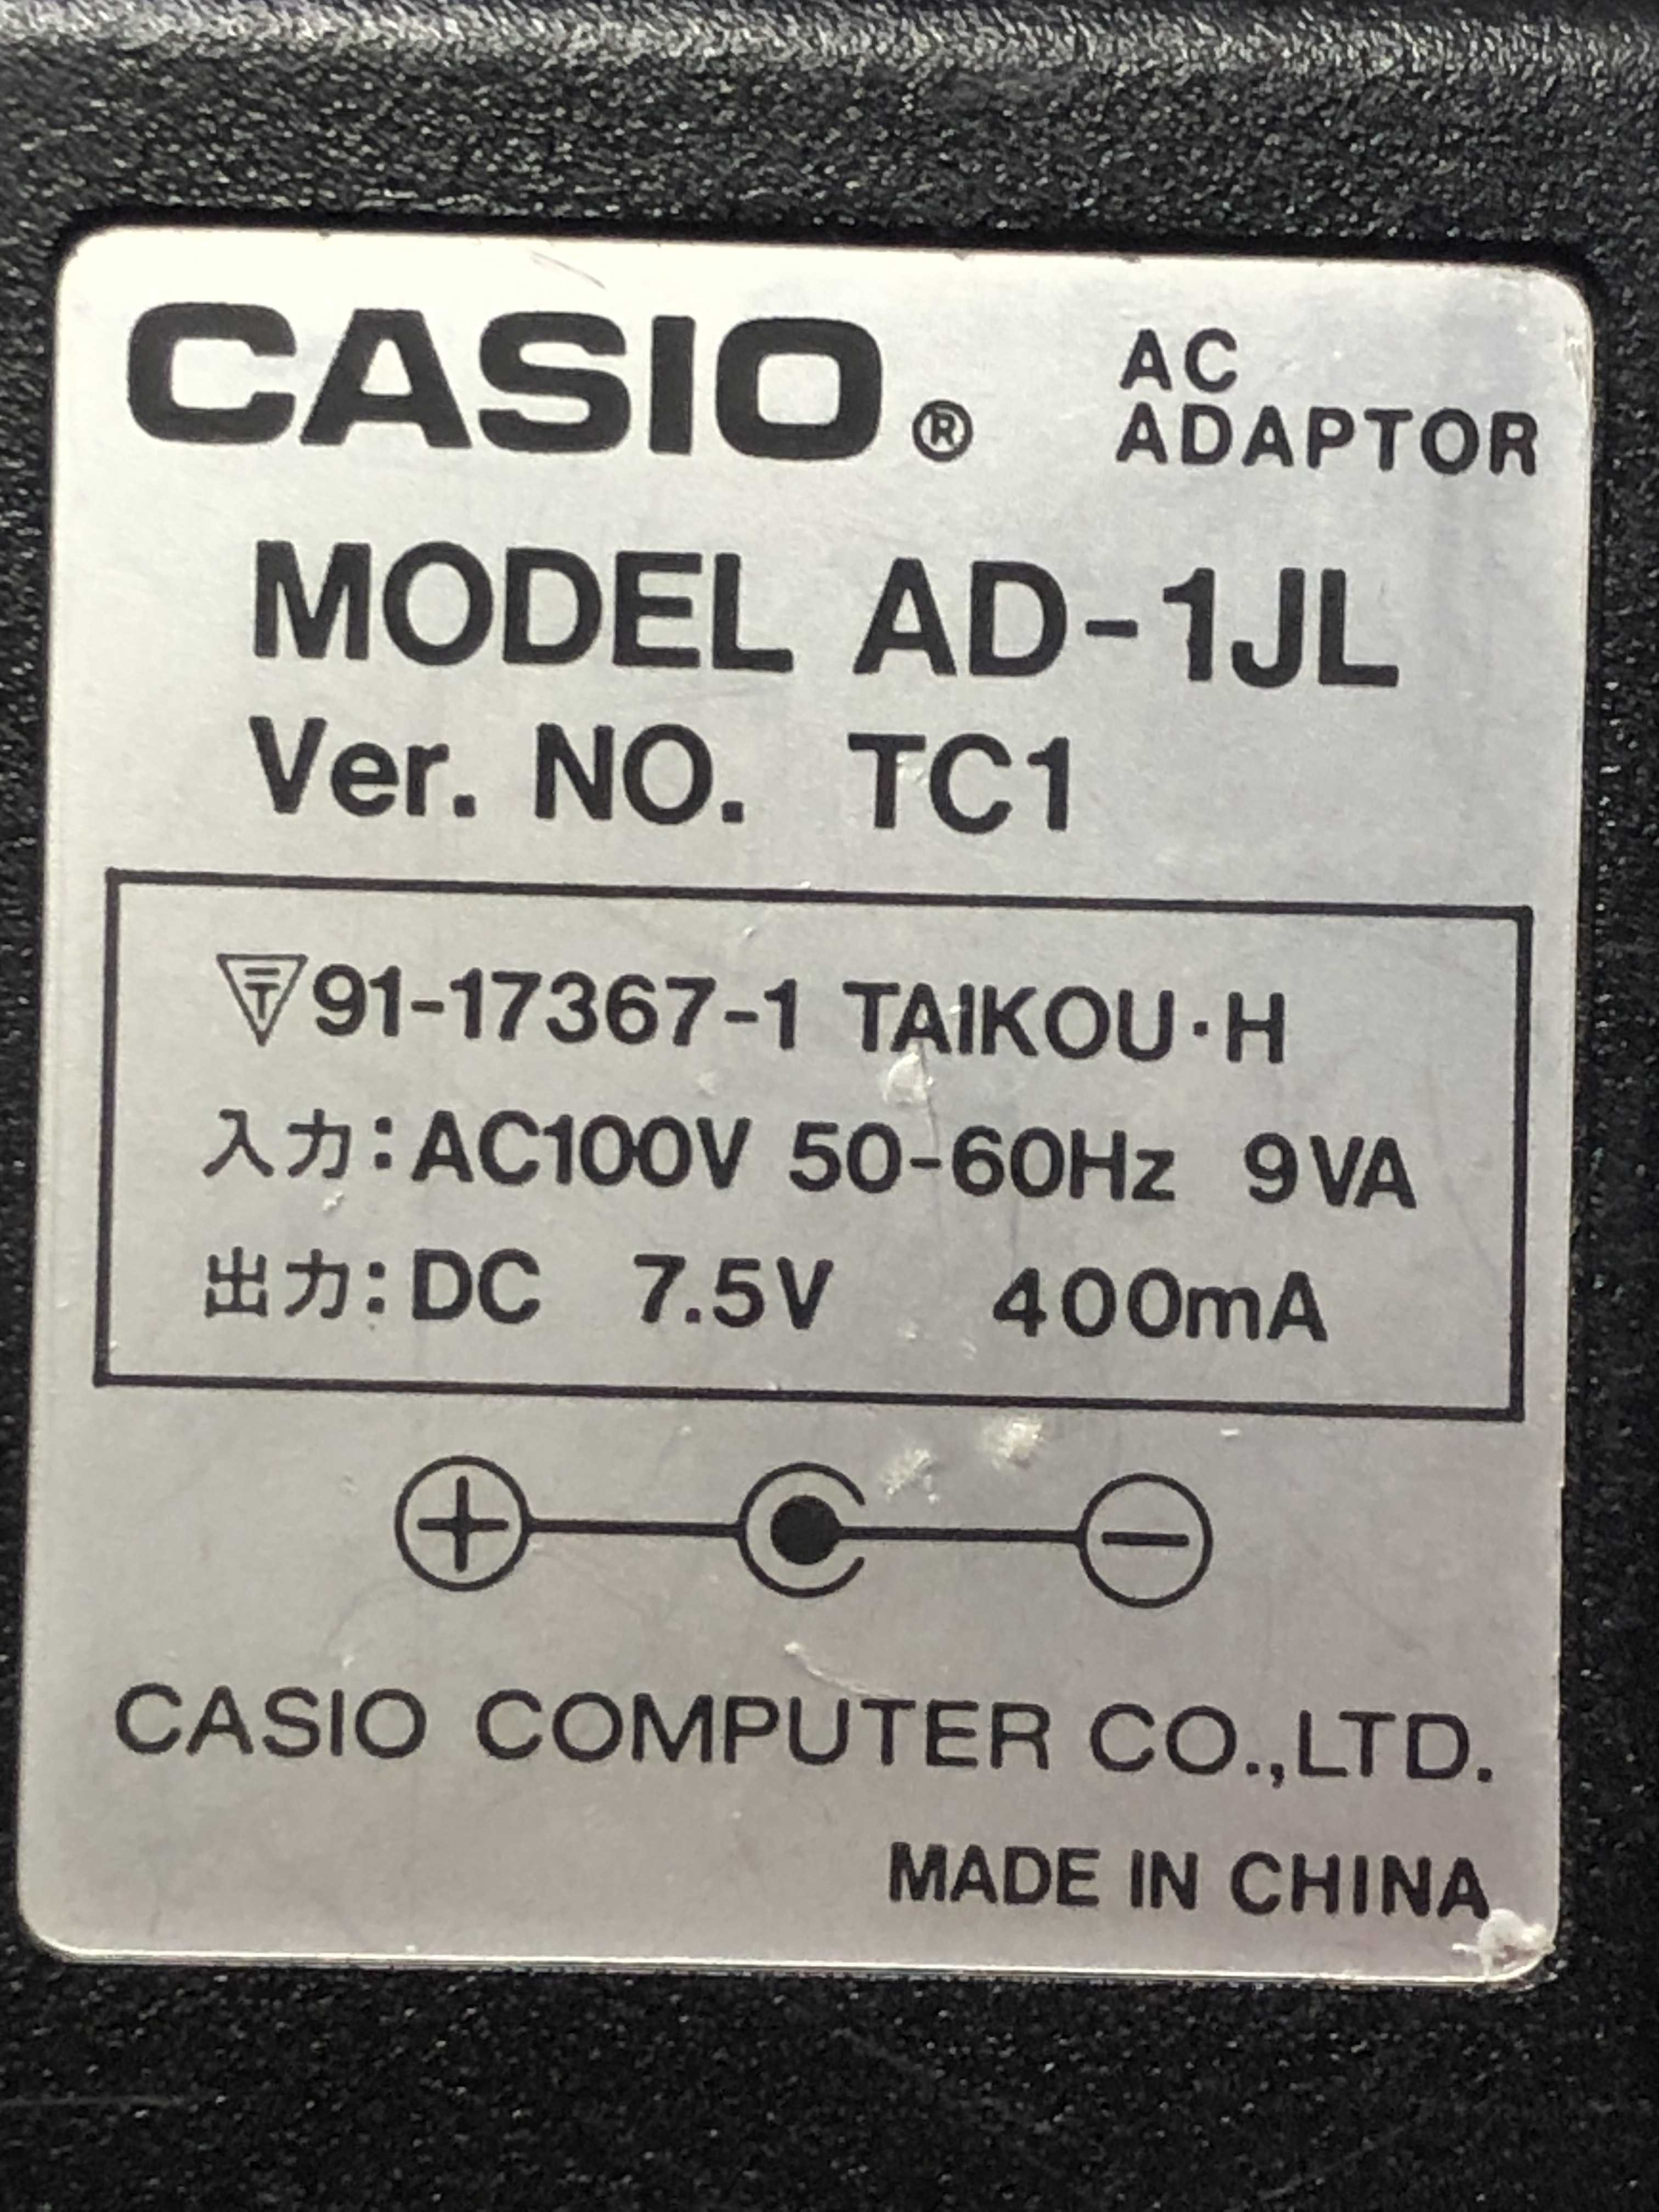 CASIO® AC ADAPTOR
MODEL AD-1JL
Ver. NO. TC1
91-17367-1 TAIKOU·H
入力:AC100V 50-60Hz 9VA
出力:DC 7.5V 400mA
CASIO COMPUTER CO.,LTD.
MADE IN CHINA